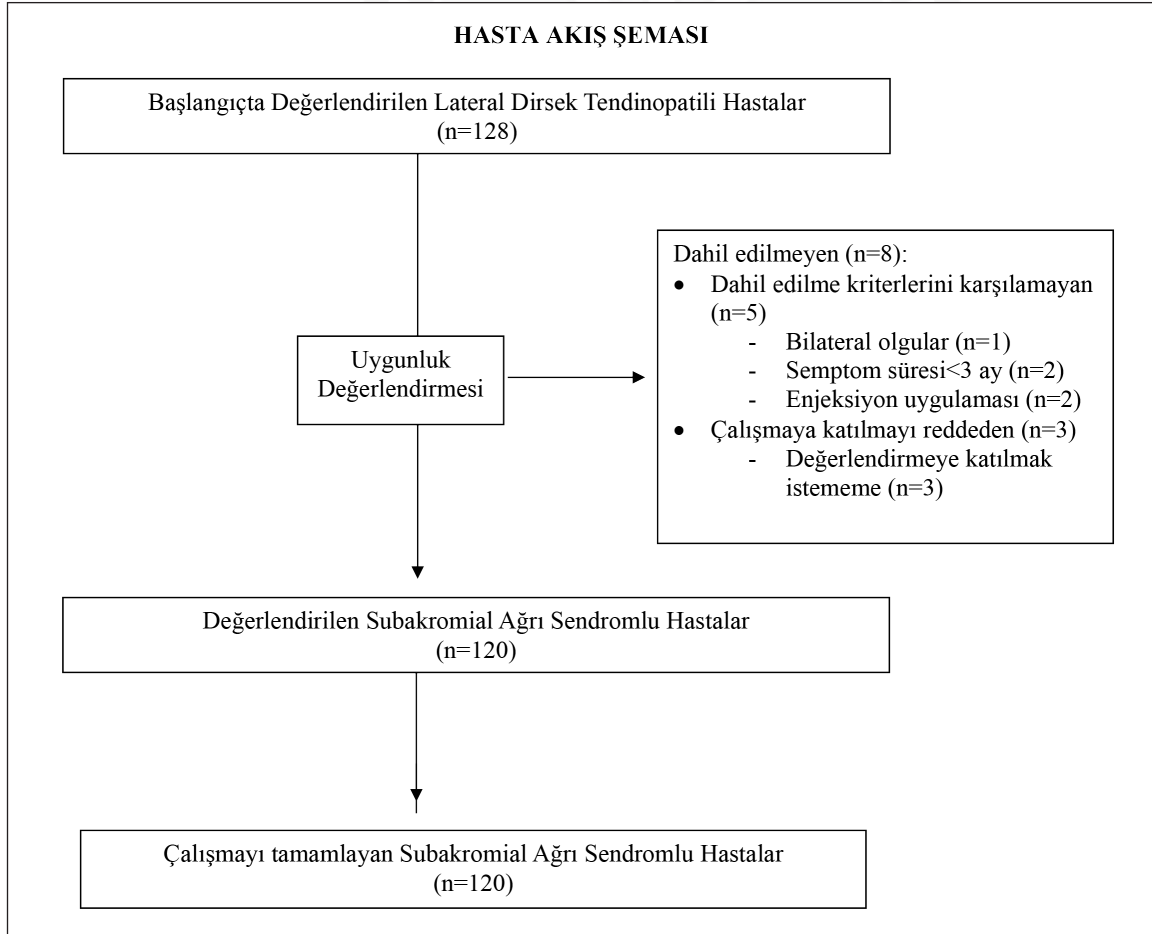 HASTA AKIŞ ŞEMASI
Başlangıçta Değerlendirilen Lateral Dirsek Tendinopatili Hastalar
(n=128)
Dahil edilmeyen (n=8):
• Dahil edilme kriterlerini karşılamayan
(n=5)
- Bilateral olgular (n=1)
- Semptom süresi<3 ay (n=2)
- Enjeksiyon uygulaması (n=2)
• Çalışmaya katılmayı reddeden (n=3)
- Değerlendirmeye katılmak
istememe (n=3)
Uygunluk
Değerlendirmesi
Değerlendirilen Subakromial Ağrı Sendromlu Hastalar
(n=120)
Çalışmayı tamamlayan Subakromial Ağrı Sendromlu Hastalar
(n=120)